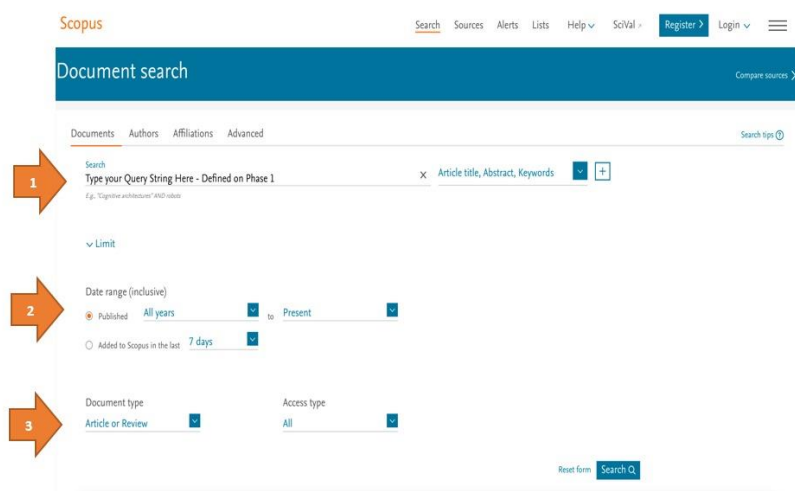 Scopus
Search Sources Alerts Lists Help SciVal Register > Login
Document search
Compare sources >
Documents Authors Affiliations Advanced
Search tips ?
Search
1
Type your Query String Here - Defined on Phase 1 X Article title, Abstract, Keywords +
E.g., "Cognitive architectures" AND robots
Limit
Date range (inclusive)
2
Published All years to Present
Added to Scopus in the last 7 days
Document type Access type
3
Article or Review All
Reset form Search